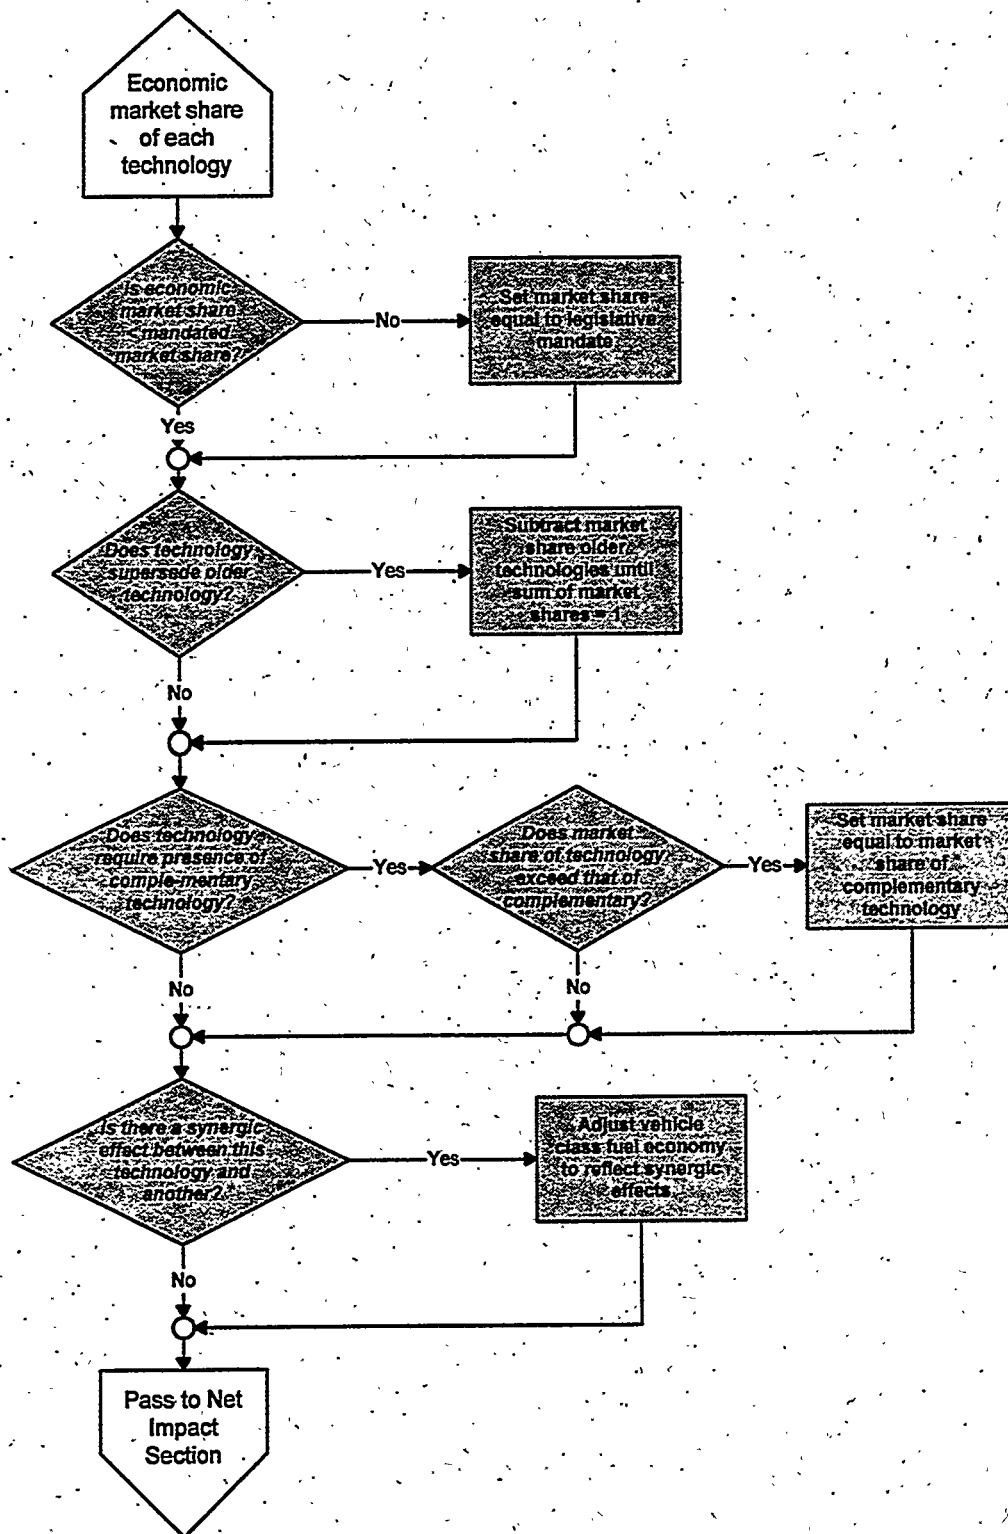 Economic
market share
of each
technology
Is economic
market share
<mandated
market share?
No
Set market share
equal to legislative
mandate
Yes
Does technology
supersede older
technology?
Yes
Subtract market
share older
technologies until
sum of market
shares = 1
No
Does technology
require presence of
comple-mentary
technology?
Yes
Does market
share of technology
exceed that of
complementary?
Yes
Set market share
equal to market
share of
complementary
technology
No
No
Is there a synergic
effect between this
technology and
another?
Yes
Adjust vehicle
class fuel economy
to reflect synergic
effects
No
Pass to Net
Impact
Section